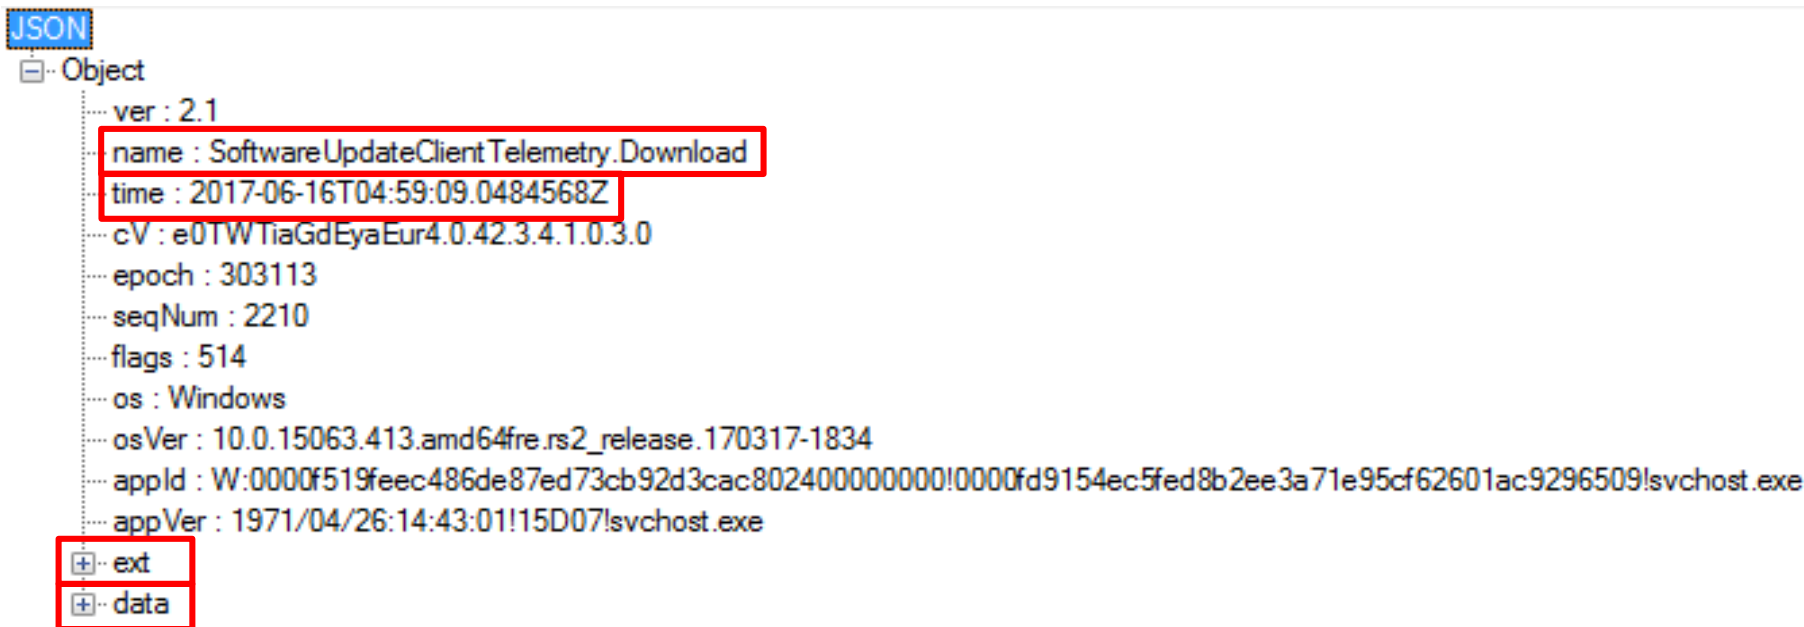 JSON
Object
ver : 2.1
name : SoftwareUpdateClientTelemetry.Download
time : 2017-06-16T04:59:09.0484568Z
cV : e0TWTiaGdEyaEur4.0.42.3.4.1.0.3.0
epoch : 303113
seqNum : 2210
flags : 514
os : Windows
osVer : 10.0.15063.413.amd64fre.rs2_release.170317-1834
appId : W:0000f519feec486de87ed73cb92d3cac802400000000!0000fd9154ec5fed8b2ee3a71e95cf62601ac9296509!svchost.exe
appVer : 1971/04/26:14:43:01!15D07!svchost.exe
ext
data